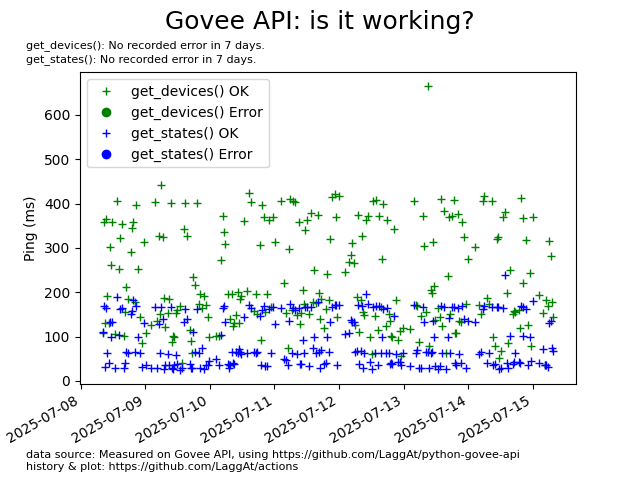 Govee API: is it working?
get_devices(): No recorded error in 7 days.
get_states(): No recorded error in 7 days.
get_devices() OK
get_devices() Error
get_states() OK
get_states() Error
Ping (ms)
600
500
400
300
200
100
0
2025-07-08
2025-07-09
2025-07-10
2025-07-11
2025-07-12
2025-07-13
2025-07-14
2025-07-15
data source: Measured on Govee API, using https://github.com/LaggAt/python-govee-api
history & plot: https://github.com/LaggAt/actions